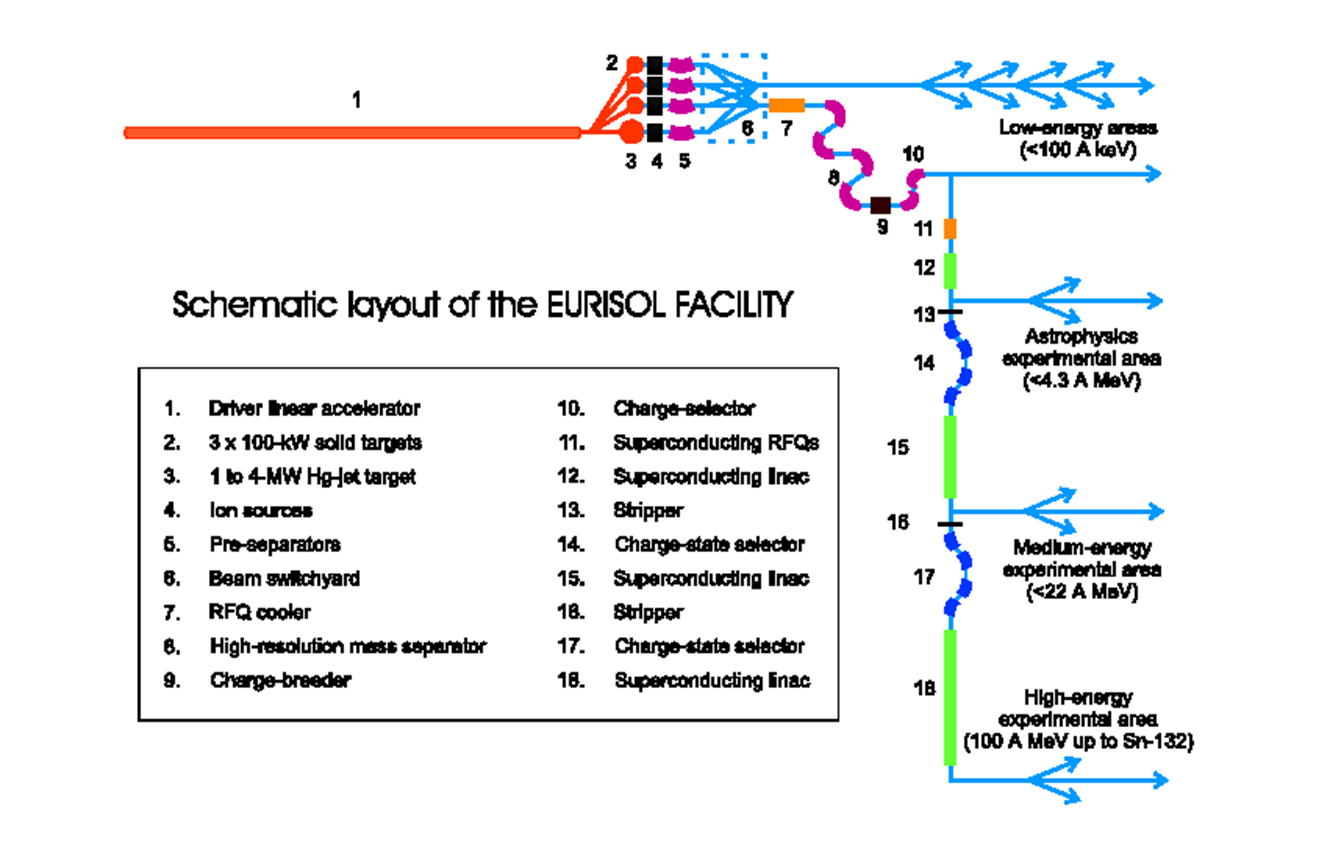 1
2
3 4 5
6
7
8
9
10
Low-energy areas
(<100 A keV)
11
12
13
Astrophysics
experimental area
(<4.3 A MeV)
14
15
16
Medium-energy
experimental area
(<22 A MeV)
17
18
High-energy
experimental area
(100 A MeV up to Sn-132)
Schematic layout of the EURISOL FACILITY
1. Driver linear accelerator
2. 3 x 100-kW solid targets
3. 1 to 4-MW Hg-jet target
4. Ion sources
5. Pre-separators
6. Beam switchyard
7. RFQ cooler
8. High-resolution mass separator
9. Charge-breeder
10. Charge-selector
11. Superconducting RFQs
12. Superconducting linac
13. Stripper
14. Charge-state selector
15. Superconducting linac
16. Stripper
17. Charge-state selector
18. Superconducting linac